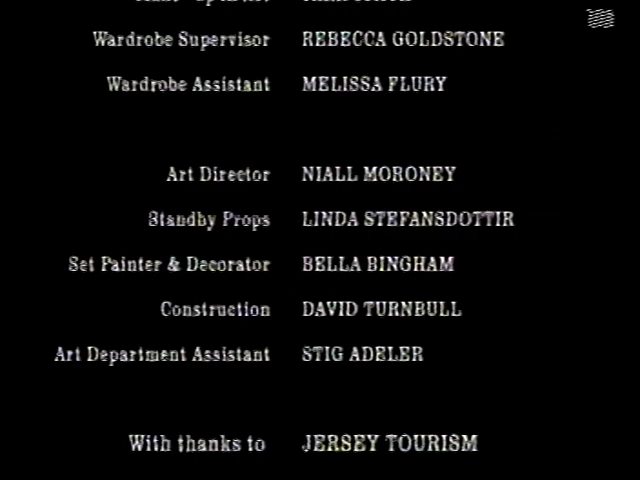 Wardrobe Supervisor REBECCA GOLDSTONE
Wardrobe Assistant MELISSA FLURY
Art Director NIALL MORONEY
Standby Props LINDA STEFANSDOTTIR
Set Painter & Decorator BELLA BINGHAM
Construction DAVID TURNBULL
Art Department Assistant STIG ADELER
With thanks to JERSEY TOURISM